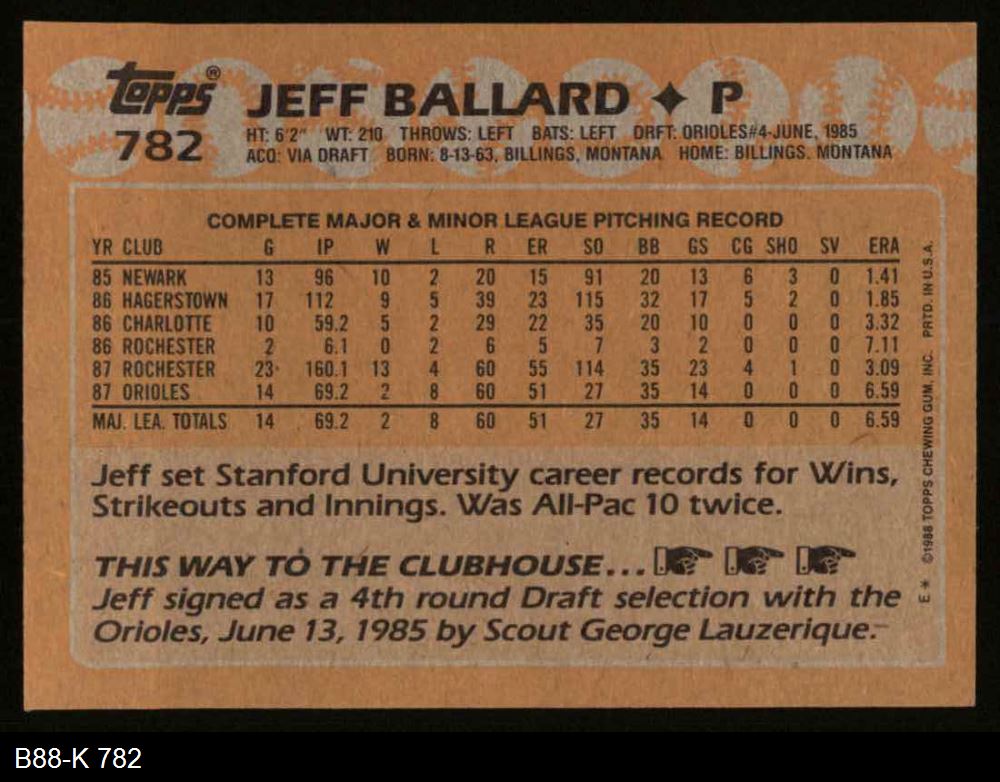 topps® JEFF BALLARD ✦ P
782
HT: 6'2" WT: 210 THROWS: LEFT BATS: LEFT DRFT: ORIOLES#4-JUNE, 1985
ACQ: VIA DRAFT BORN: 8-13-63, BILLINGS, MONTANA HOME: BILLINGS. MONTANA
COMPLETE MAJOR & MINOR LEAGUE PITCHING RECORD
YR CLUB G IP W L R ER SO BB GS CG SHO SV ERA
85 NEWARK 13 96 10 2 20 15 91 20 13 6 3 0 1.41
86 HAGERSTOWN 17 112 9 5 39 23 115 32 17 5 2 0 1.85
86 CHARLOTTE 10 59.2 5 2 29 22 35 20 10 0 0 0 3.32
86 ROCHESTER 2 6.1 0 2 6 5 7 3 2 0 0 0 7.11
87 ROCHESTER 23 160.1 13 4 60 55 114 35 23 4 1 0 3.09
87 ORIOLES 14 69.2 2 8 60 51 27 35 14 0 0 0 6.59
MAJ. LEA. TOTALS 14 69.2 2 8 60 51 27 35 14 0 0 0 6.59
Jeff set Stanford University career records for Wins,
Strikeouts and Innings. Was All-Pac 10 twice.
THIS WAY TO THE CLUBHOUSE...
Jeff signed as a 4th round Draft selection with the
Orioles, June 13, 1985 by Scout George Lauzerique.
E * ©1988 TOPPS CHEWING GUM, INC. PRTD. IN U.S.A.
B88-K 782